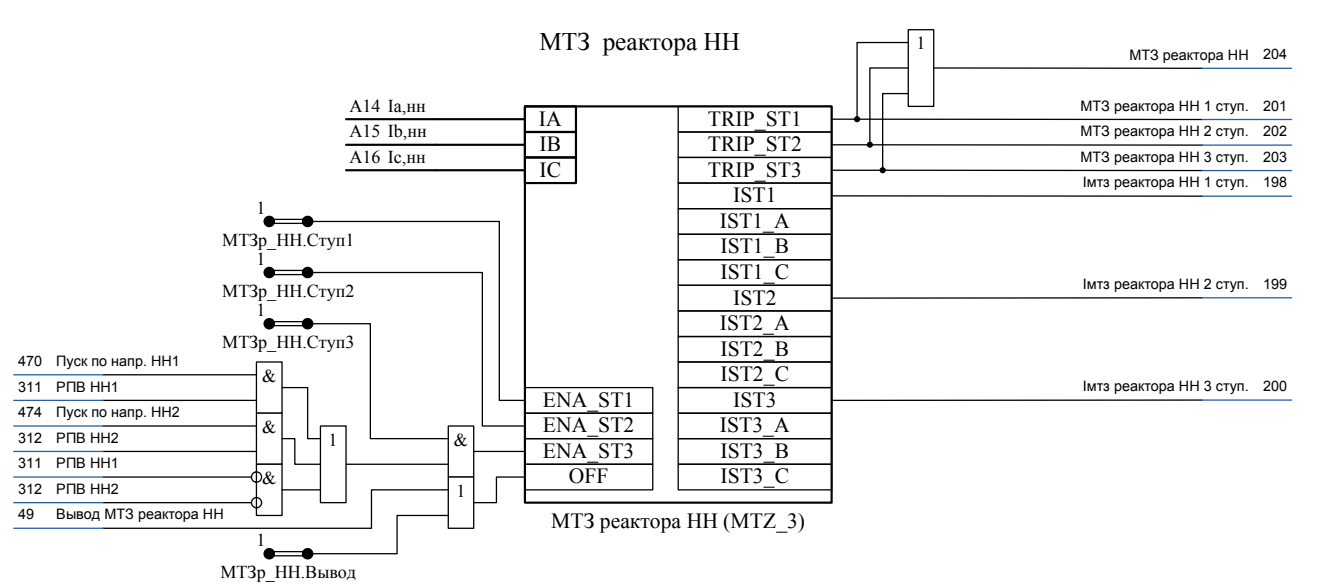 МТЗ реактора НН
1
МТЗ реактора НН 204
A14 Ia,нн
IA
TRIP_ST1
МТЗ реактора НН 1 ступ. 201
A15 Ib,нн
IB
TRIP_ST2
МТЗ реактора НН 2 ступ. 202
A16 Ic,нн
IC
TRIP_ST3
МТЗ реактора НН 3 ступ. 203
IST1
Iмтз реактора НН 1 ступ. 198
1
МТЗр_НН.Ступ1
IST1_A
IST1_B
1
МТЗр_НН.Ступ2
IST1_C
IST2
Iмтз реактора НН 2 ступ. 199
1
МТЗр_НН.Ступ3
IST2_A
IST2_B
470 Пуск по напр. НН1
&
IST2_C
311 РПВ НН1
ENA_ST1
IST3
Iмтз реактора НН 3 ступ. 200
474 Пуск по напр. НН2
&
ENA_ST2
IST3_A
312 РПВ НН2
1
&
ENA_ST3
IST3_B
311 РПВ НН1
&
OFF
IST3_C
312 РПВ НН2
1
49 Вывод МТЗ реактора НН
МТЗ реактора НН (MTZ_3)
1
МТЗр_НН.Вывод